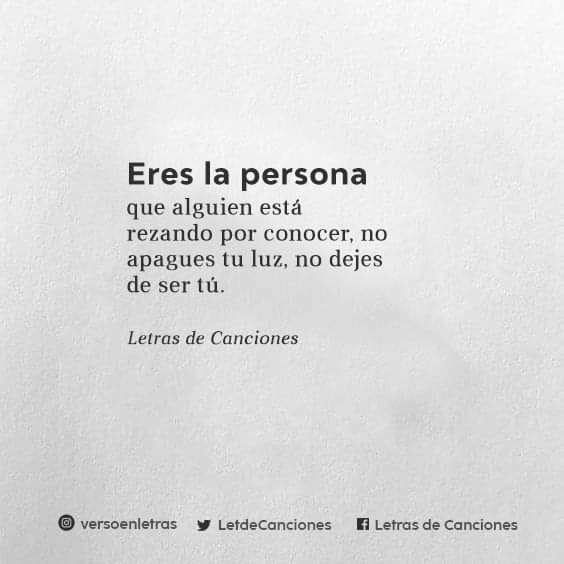 Eres la persona
que alguien está
rezando por conocer, no
apagues tu luz, no dejes
de ser tú.
Letras de Canciones
versoenletras LetdeCanciones Letras de Canciones